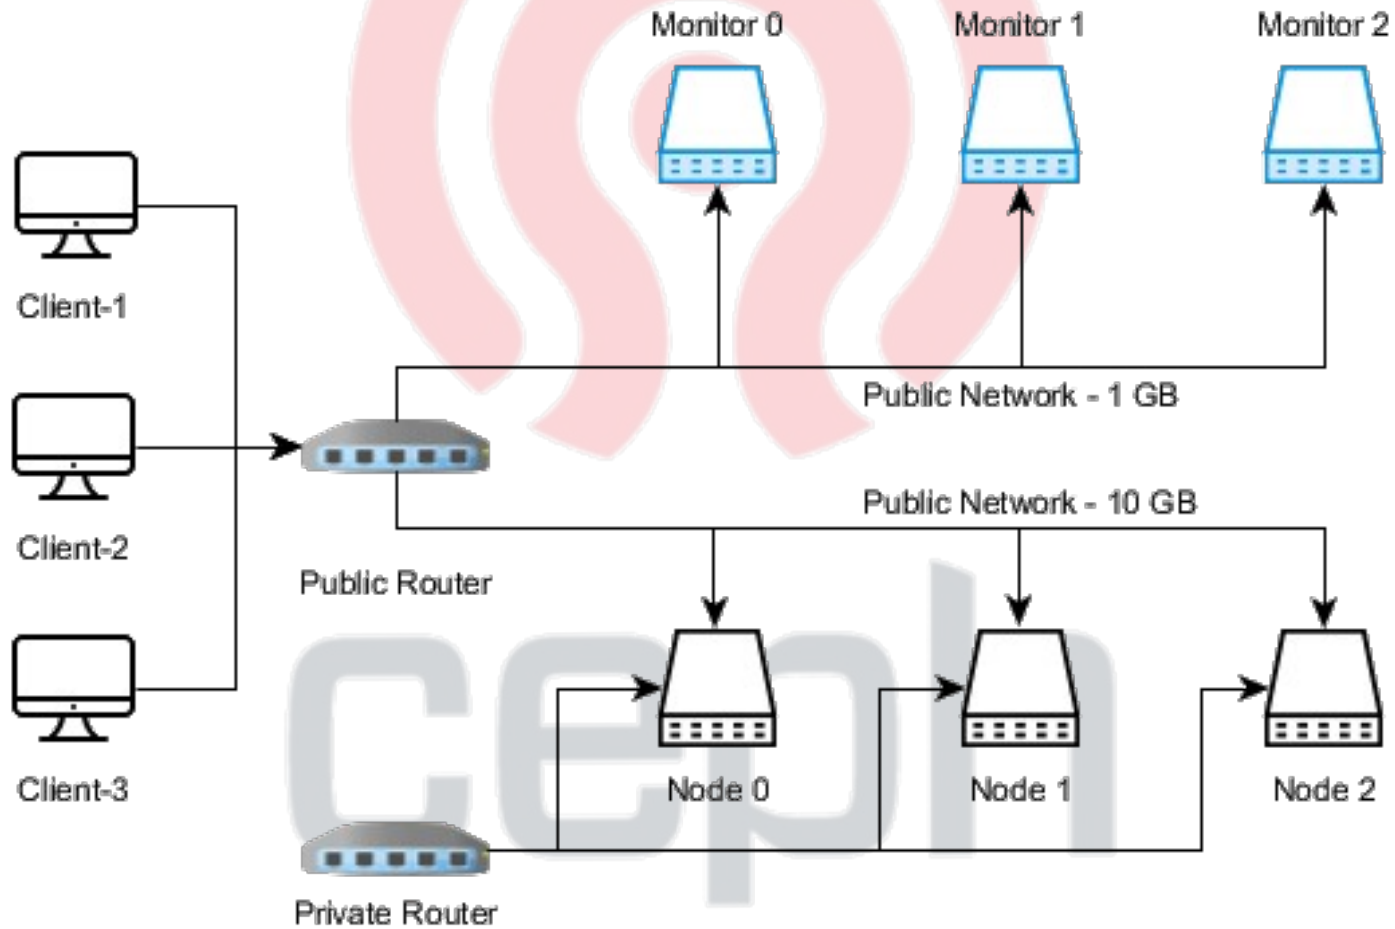 Monitor 0
Monitor 1
Monitor 2
Client-1
Public Network - 1 GB
Client-2
Public Network - 10 GB
Public Router
Client-3
Node 0
Node 1
Node 2
Private Router
ceph